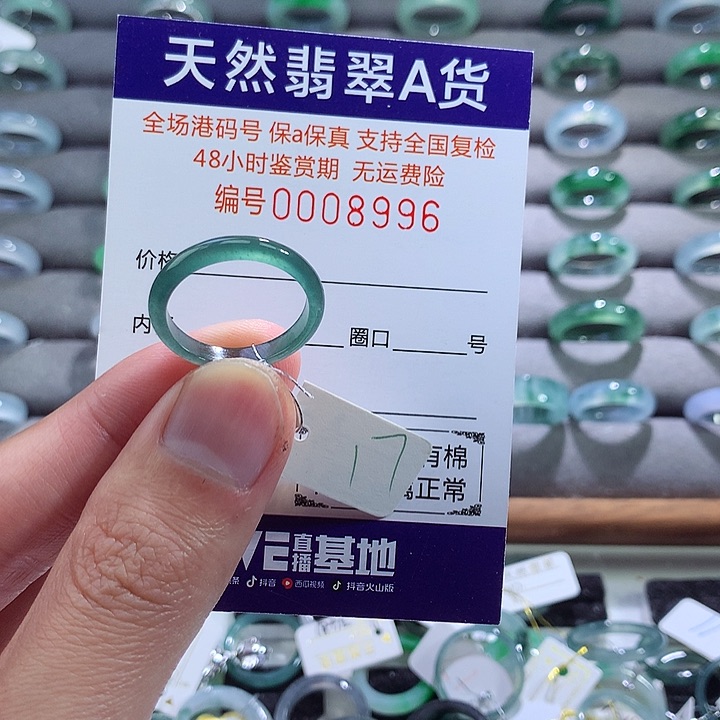 天然翡翠A货
全场港码号 保a保真 支持全国复检
48小时鉴赏期 无运费险
编号0008996
价格
内 圈口 号
17
有棉
正常
VE直播基地
条 抖音 西瓜视频 抖音火山版